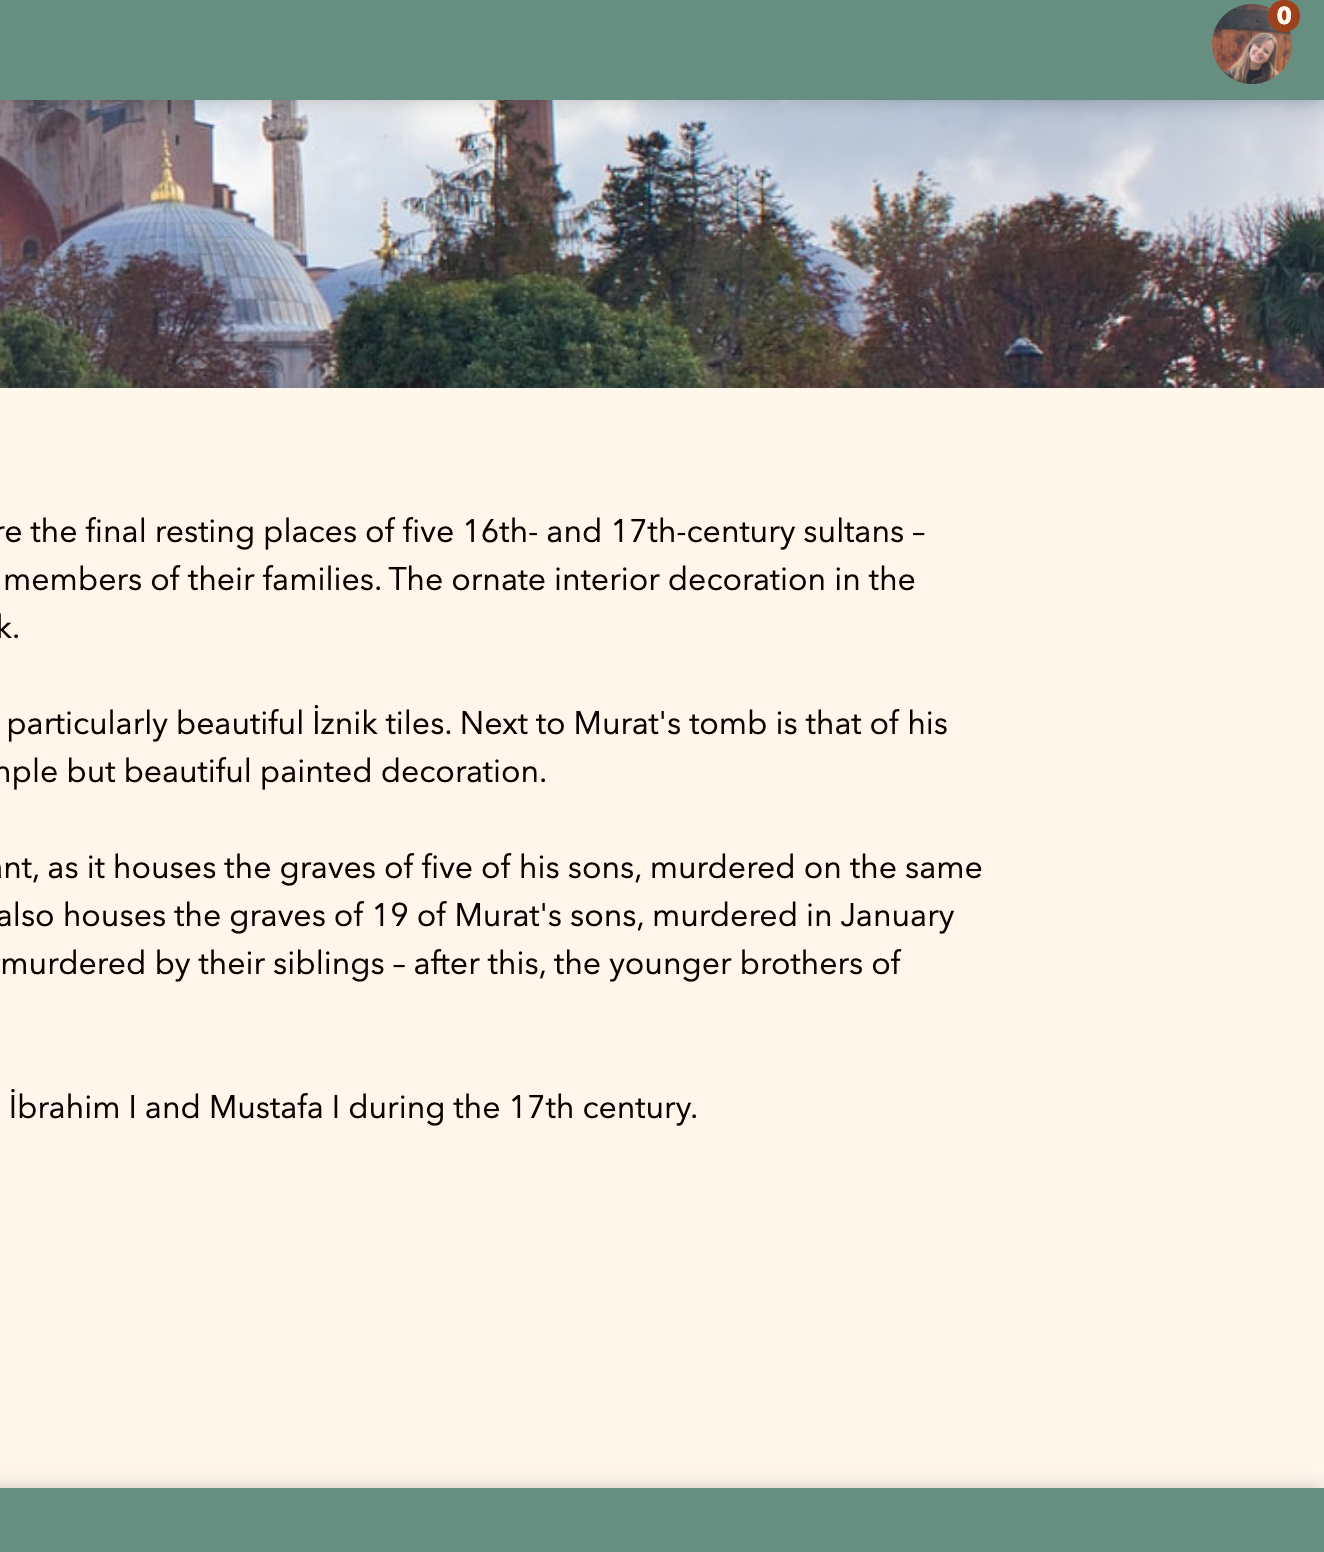 0
the final resting places of five 16th- and 17th-century sultans –
members of their families. The ornate interior decoration in the
particularly beautiful İznik tiles. Next to Murat's tomb is that of his
but beautiful painted decoration.
as it houses the graves of five of his sons, murdered on the same
also houses the graves of 19 of Murat's sons, murdered in January
murdered by their siblings – after this, the younger brothers of
İbrahim I and Mustafa I during the 17th century.